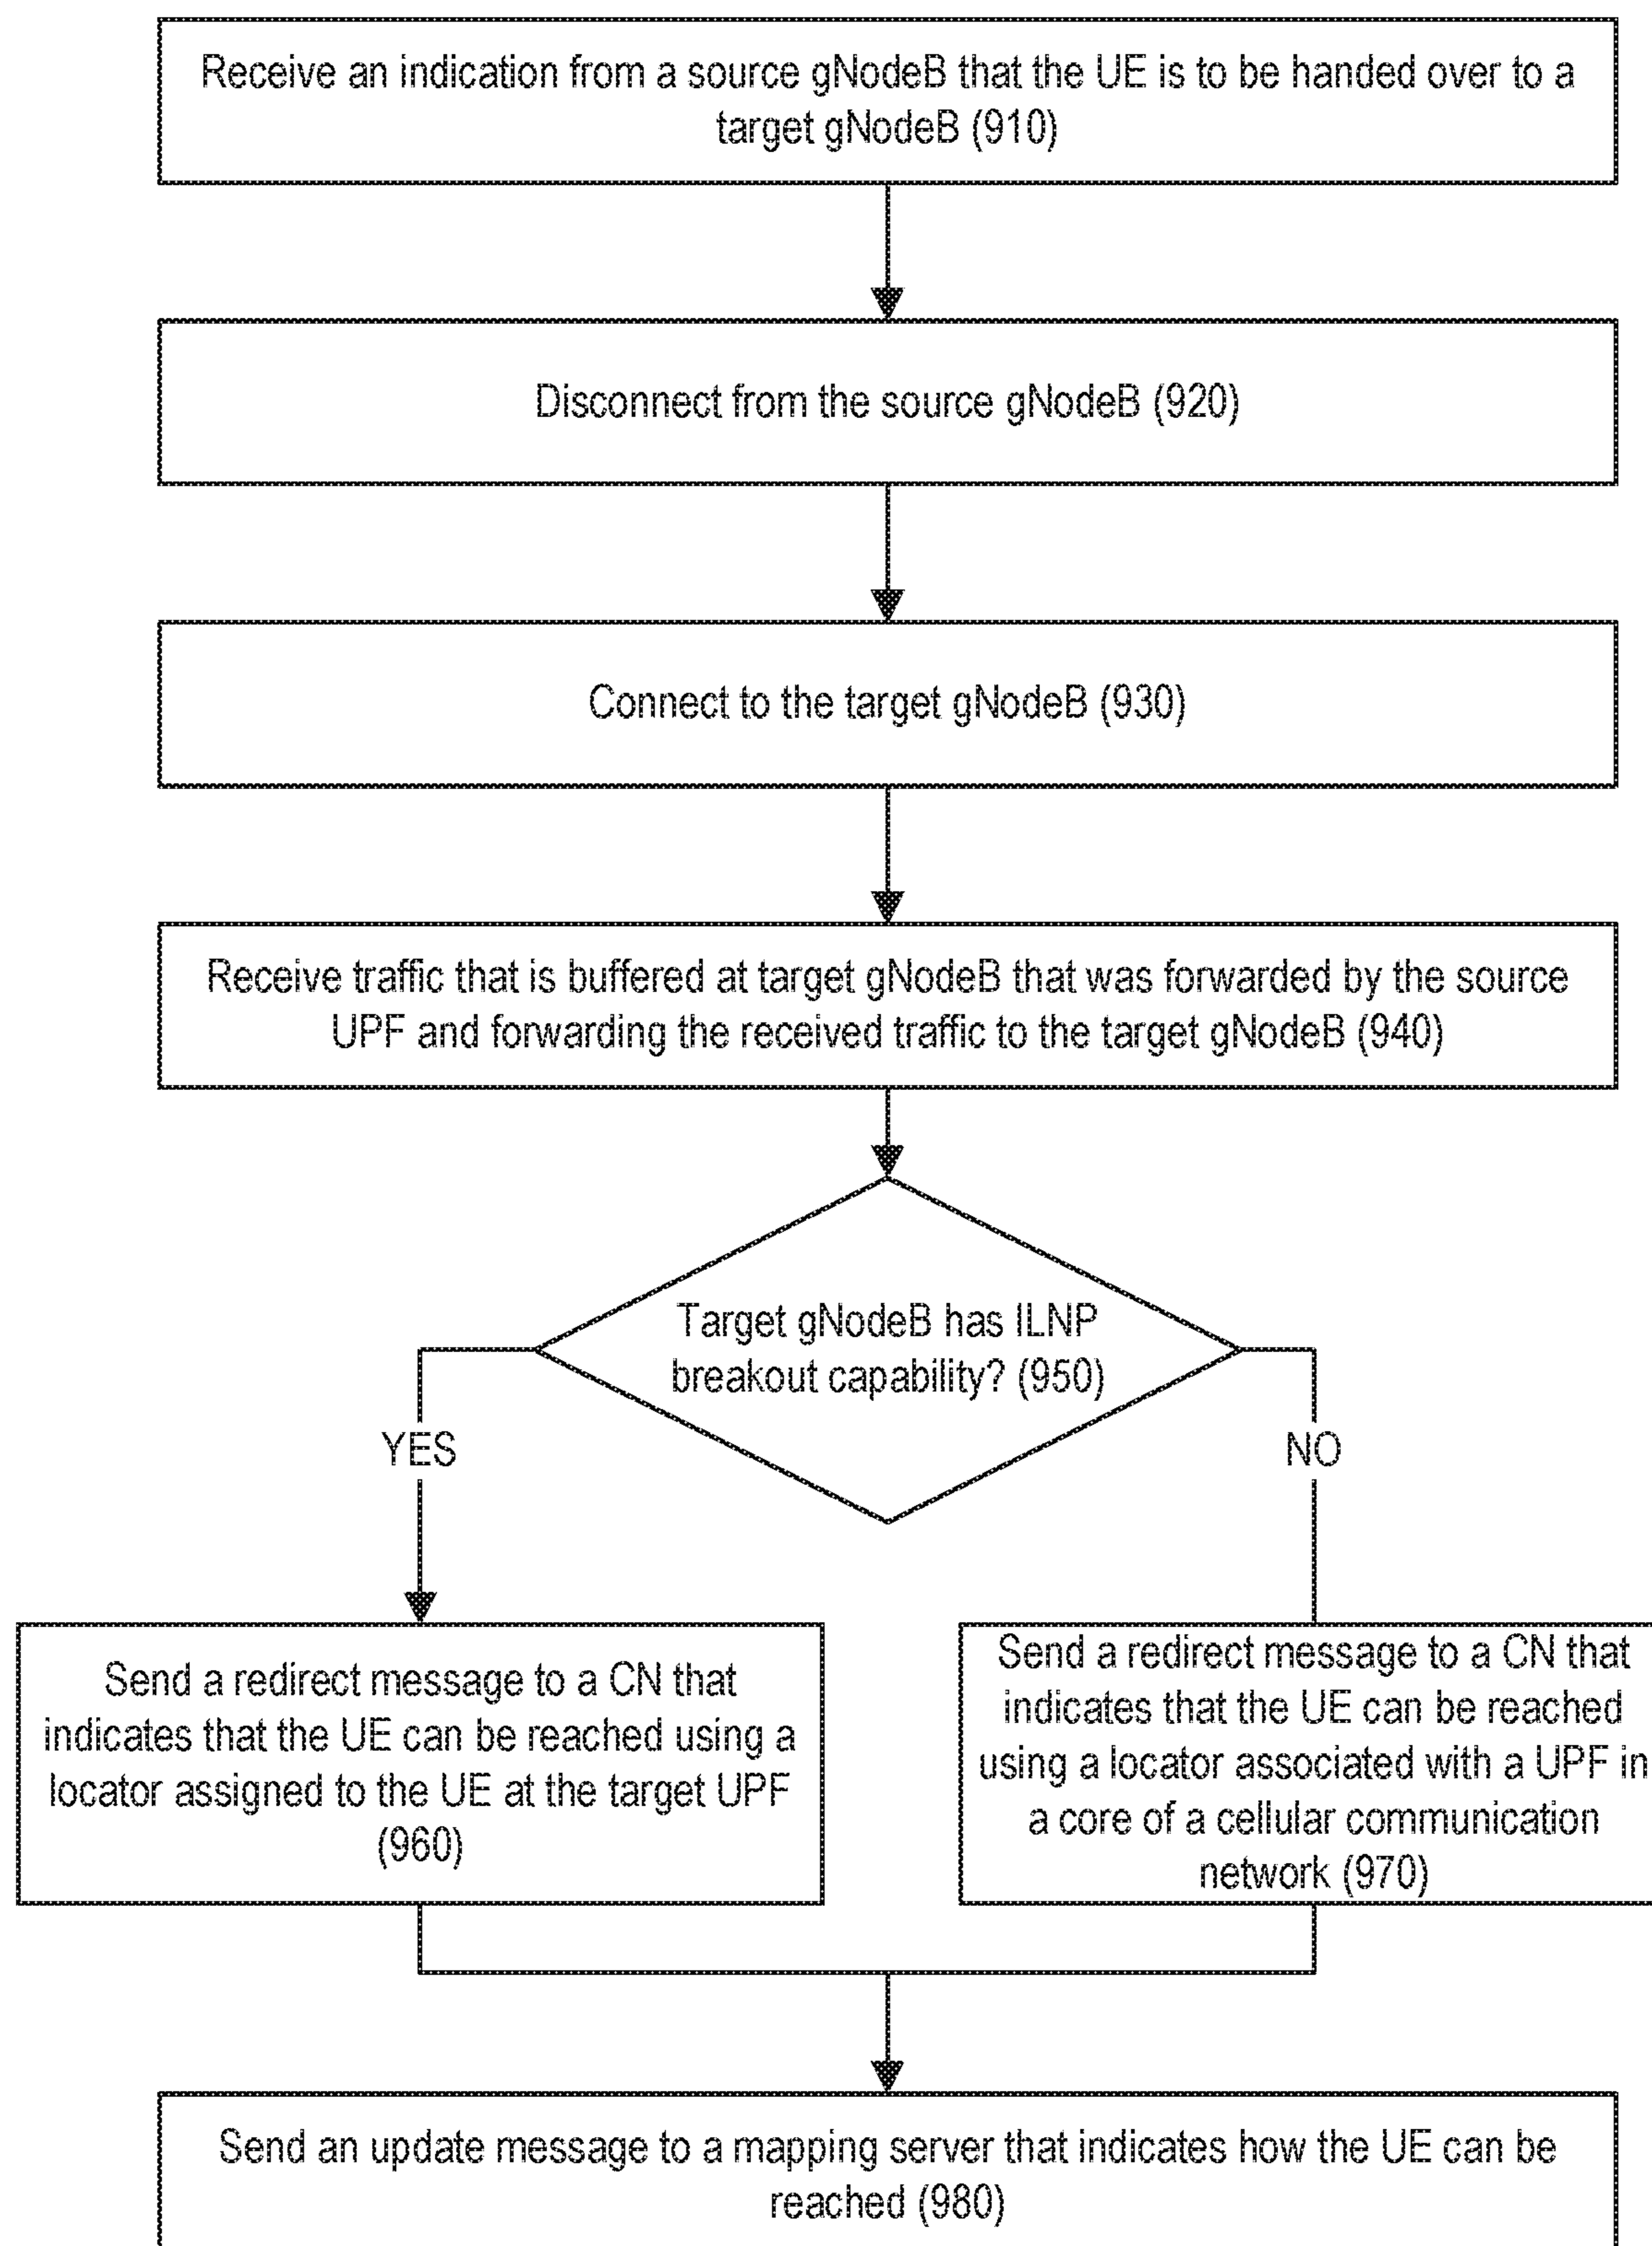 Receive an indication from a source gNodeB that the UE is to be handed over to a
target gNodeB (910)
Disconnect from the source gNodeB (920)
Connect to the target gNodeB (930)
Receive traffic that is buffered at target gNodeB that was forwarded by the source
UPF and forwarding the received traffic to the target gNodeB (940)
Target gNodeB has ILNP
breakout capability? (950)
YES
NO
Send a redirect message to a CN that
indicates that the UE can be reached using a
locator assigned to the UE at the target UPF
(960)
Send a redirect message to a CN that
indicates that the UE can be reached
using a locator associated with a UPF in
a core of a cellular communication
network (970)
Send an update message to a mapping server that indicates how the UE can be
reached (980)